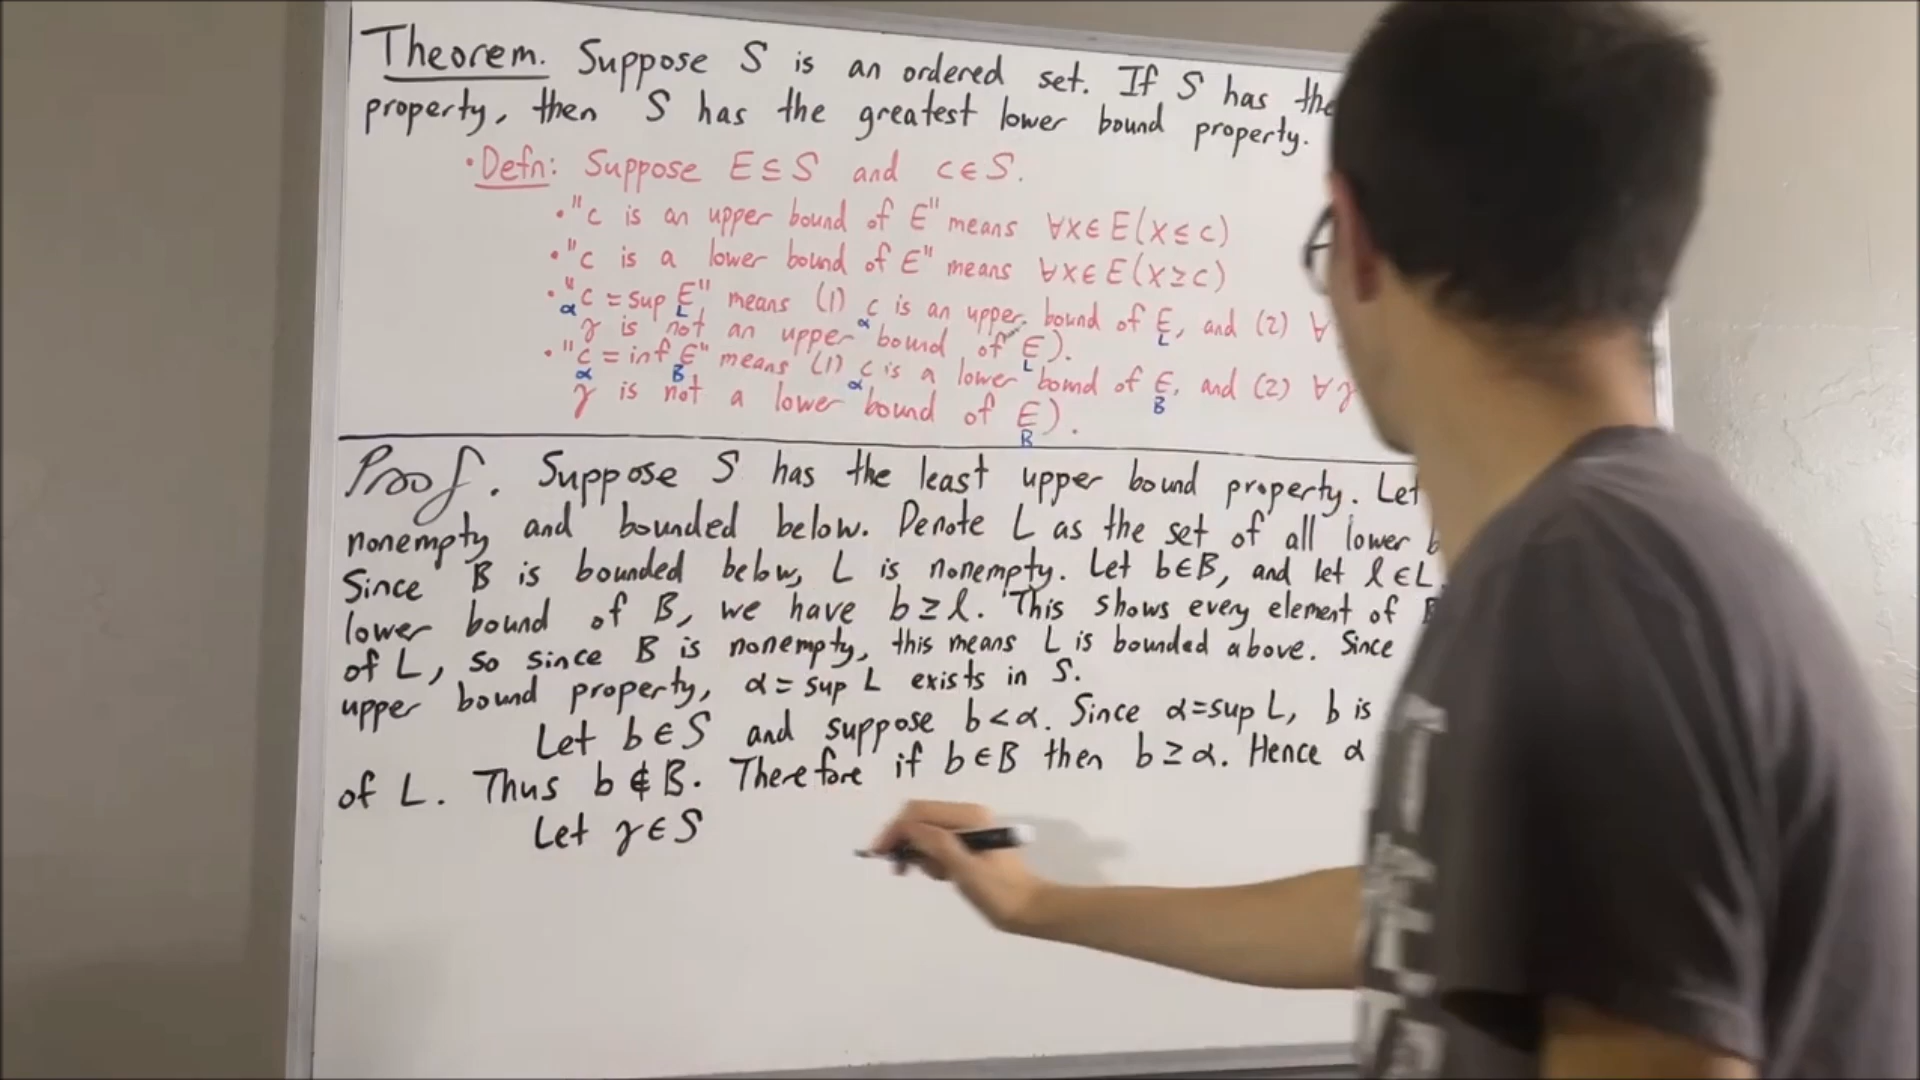 Theorem. Suppose S is an ordered set. If S has the
property, then S has the greatest lower bound property.
• Defn: Suppose E ⊆ S and c ∈ S.
• "c is an upper bound of E" means ∀x ∈ E (x ≤ c)
• "c is a lower bound of E" means ∀x ∈ E (x ≥ c)
• "c = sup E" means (1) c is an upper bound of E, and (2) ∀
α L α L
γ is not an upper bound of E).
L
• "c = inf E" means (1) c is a lower bound of E, and (2) ∀γ
α B α B
γ is not a lower bound of E).
B
Proof. Suppose S has the least upper bound property. Let
nonempty and bounded below. Denote L as the set of all lower
Since B is bounded below, L is nonempty. Let b ∈ B, and let ℓ ∈ L
lower bound of B, we have b ≥ ℓ. This shows every element of
of L, so since B is nonempty, this means L is bounded above. Since
upper bound property, α = sup L exists in S.
Let b ∈ S and suppose b < α. Since α = sup L, b is
of L. Thus b ∉ B. Therefore if b ∈ B then b ≥ α. Hence α
Let γ ∈ S